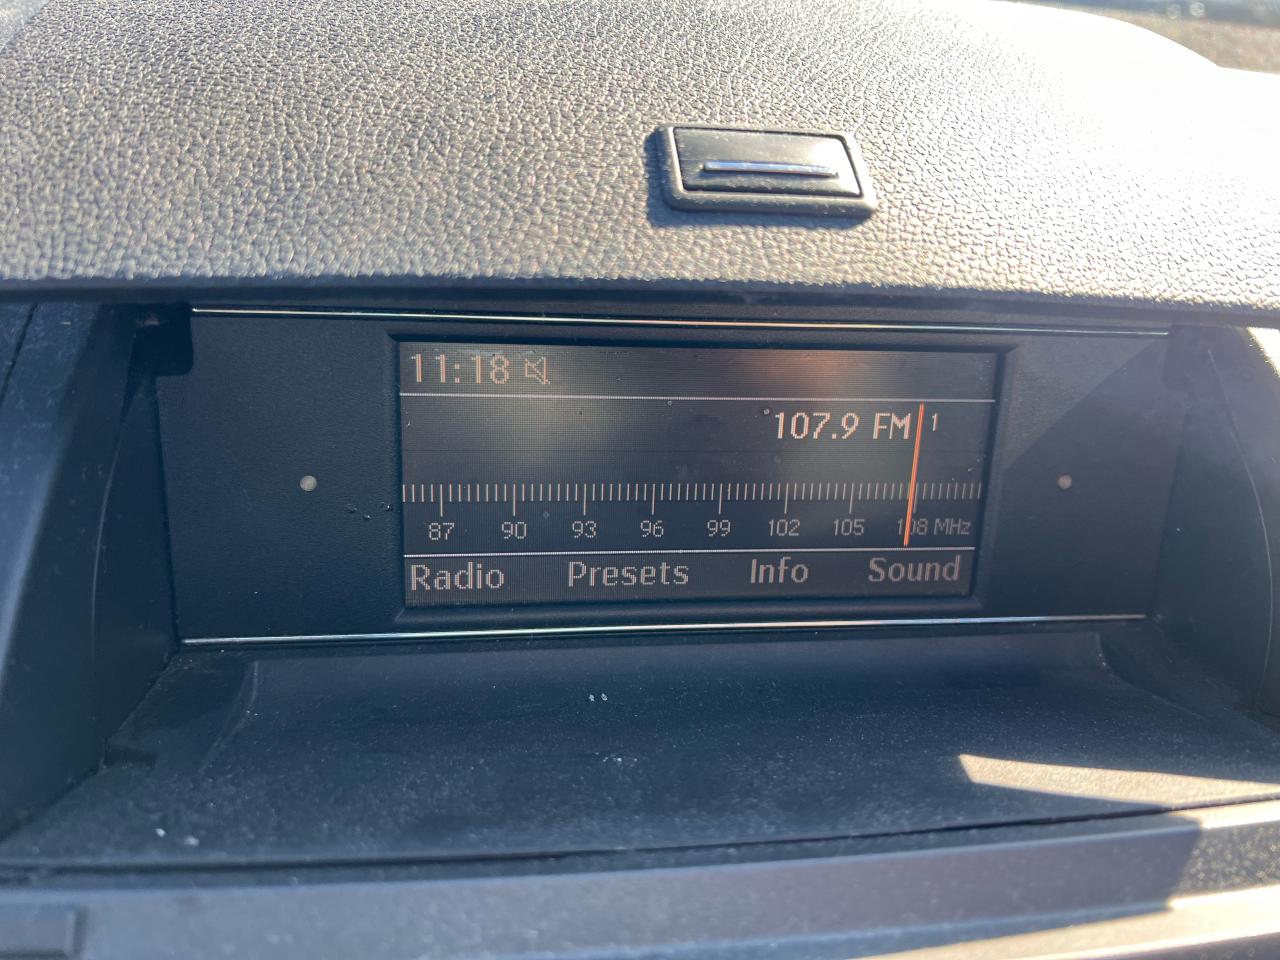 11:18
107.9 FM 1
87 90 93 96 99 102 105 108 MHz
Radio Presets Info Sound